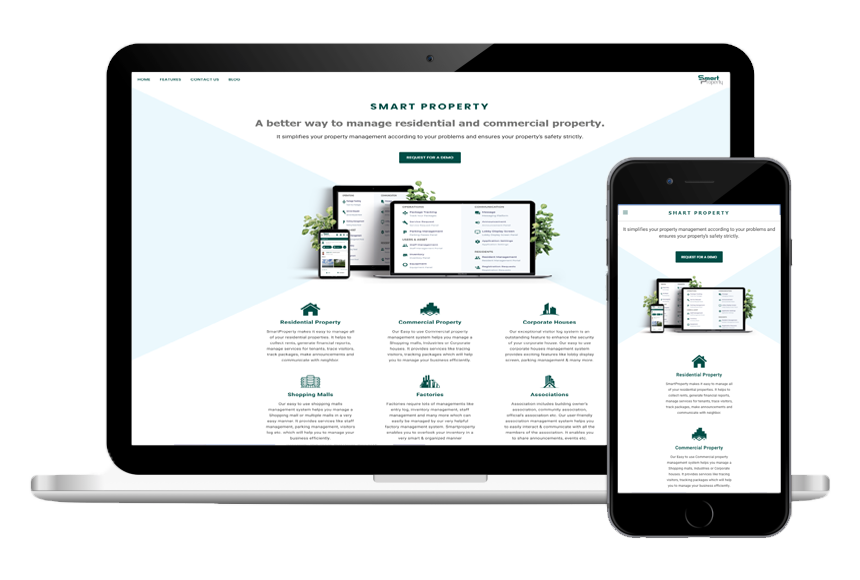 HOME FEATURES CONTACT US BLOG
Smart
Property
SMART PROPERTY
A better way to manage residential and commercial property.
It simplifies your property management according to your problems and ensures your property's safety strictly.
REQUEST FOR A DEMO
Package Tracking
Parking Management
USERS & ASSET
Staff Management
Inventory
Package
Lobby Display Screen
Residential Property
SmartProperty makes it easy to manage all
of your residential properties. It helps to
collect rents, generate financial reports,
manage services for tenants, trace visitors,
track packages, make announcements and
communicate with neighbor
Commercial Property
Our Easy to use Commercial property
management system helps you manage a
Shopping malls, Industries or Corporate
houses. It provides services like tracing
visitors, tracking packages which will help
you to manage your business efficiently
Corporate Houses
Our exceptional visitor log system is an
outstanding feature to enhance the security
of your corporate house. Our easy to use
corporate houses management system
provides exciting features like lobby display
screen, parking management & many more
Shopping Malls
Our easy to use shopping malls
management system helps you manage a
Shopping mall or multiple malls in a very
easy manner. It provides services like staff
management, parking management, visitors
log etc. which will help you to manage your
business efficiently.
Factories
Factories require lots of managements like
entry log, inventory management, staff
management and many more which can
easily be managed by our very helpful
factory management system. Smartproperty
enables you to overlook your inventory in a
very smart & organized manner
Associations
Association includes building owner's
association, community association,
official's association etc. Our user-friendly
association management system helps you
to easily interact & communicate with all the
members of the association. It enables you
to share announcements, events etc.
SMART PROPERTY
It simplifies your property management according to your problems and
ensures your property's safety strictly.
REQUEST FOR A DEMO
Residential Property
SmartProperty makes it easy to manage all
of your residential properties. It helps to
collect rents, generate financial reports,
manage services for tenants, trace visitors,
track packages, make announcements and
communicate with neighbor
Commercial Property
Our Easy to use Commercial property
management system helps you manage a
Shopping malls, Industries or Corporate
houses. It provides services like tracing
visitors, tracking packages which will help
you to manage your business efficiently